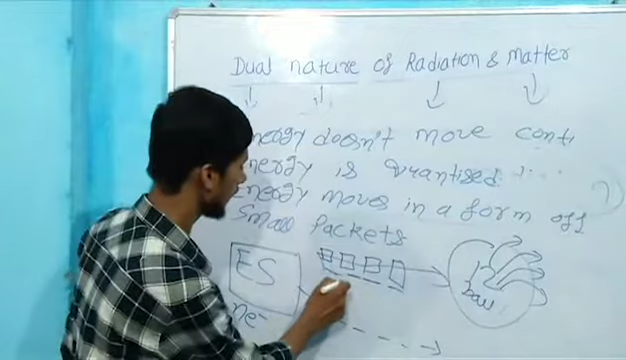 Dual nature of Radiation & Matter
nergy doesn't move conti
nergy is quantised
Energy moves in a form of
Small Packets
ES
ne-